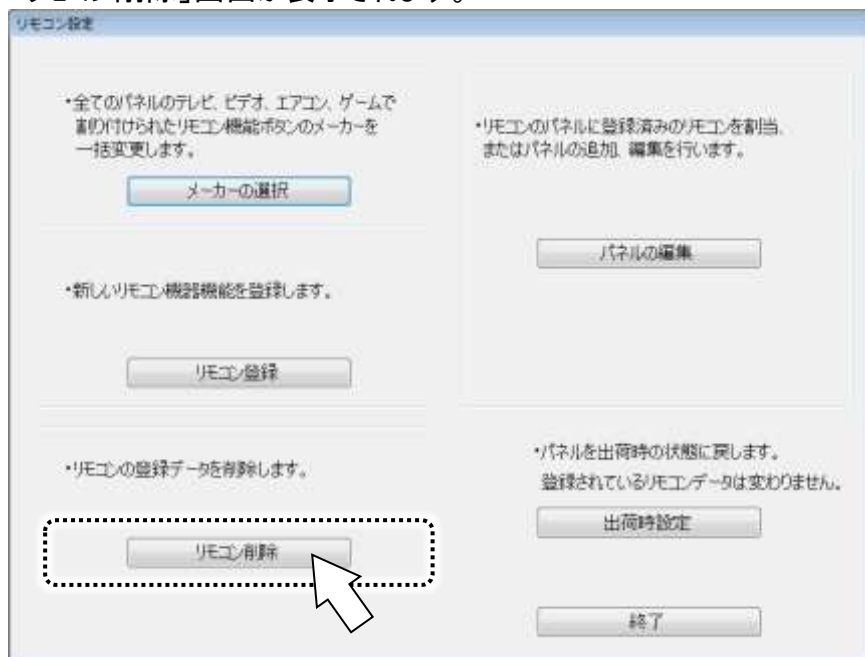 リモコン設定
・全てのパネルのテレビ、ビデオ、エアコン、ゲームで
割り付けられたリモコン機能ボタンのメーカーを
一括変更します。
メーカーの選択
・新しいリモコン機器機能を登録します。
リモコン登録
・リモコンの登録データを削除します。
リモコン削除
・リモコンのパネルに登録済みのリモコンを割当、
またはパネルの追加、編集を行います。
パネルの編集
・パネルを出荷時の状態に戻します。
登録されているリモコンデータは変わりません。
出荷時設定
終了